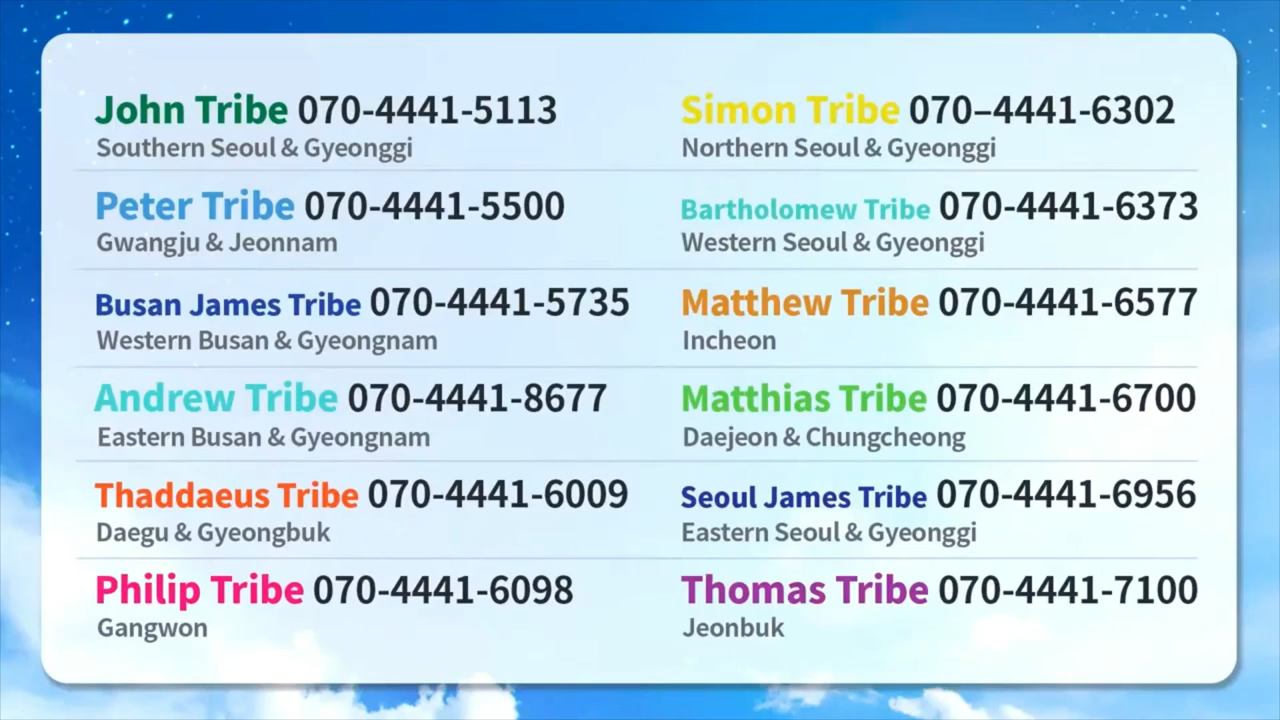 John Tribe 070-4441-5113
Southern Seoul & Gyeonggi
Peter Tribe 070-4441-5500
Gwangju & Jeonnam
Busan James Tribe 070-4441-5735
Western Busan & Gyeongnam
Andrew Tribe 070-4441-8677
Eastern Busan & Gyeongnam
Thaddaeus Tribe 070-4441-6009
Daegu & Gyeongbuk
Philip Tribe 070-4441-6098
Gangwon
Simon Tribe 070–4441-6302
Northern Seoul & Gyeonggi
Bartholomew Tribe 070-4441-6373
Western Seoul & Gyeonggi
Matthew Tribe 070-4441-6577
Incheon
Matthias Tribe 070-4441-6700
Daejeon & Chungcheong
Seoul James Tribe 070-4441-6956
Eastern Seoul & Gyeonggi
Thomas Tribe 070-4441-7100
Jeonbuk